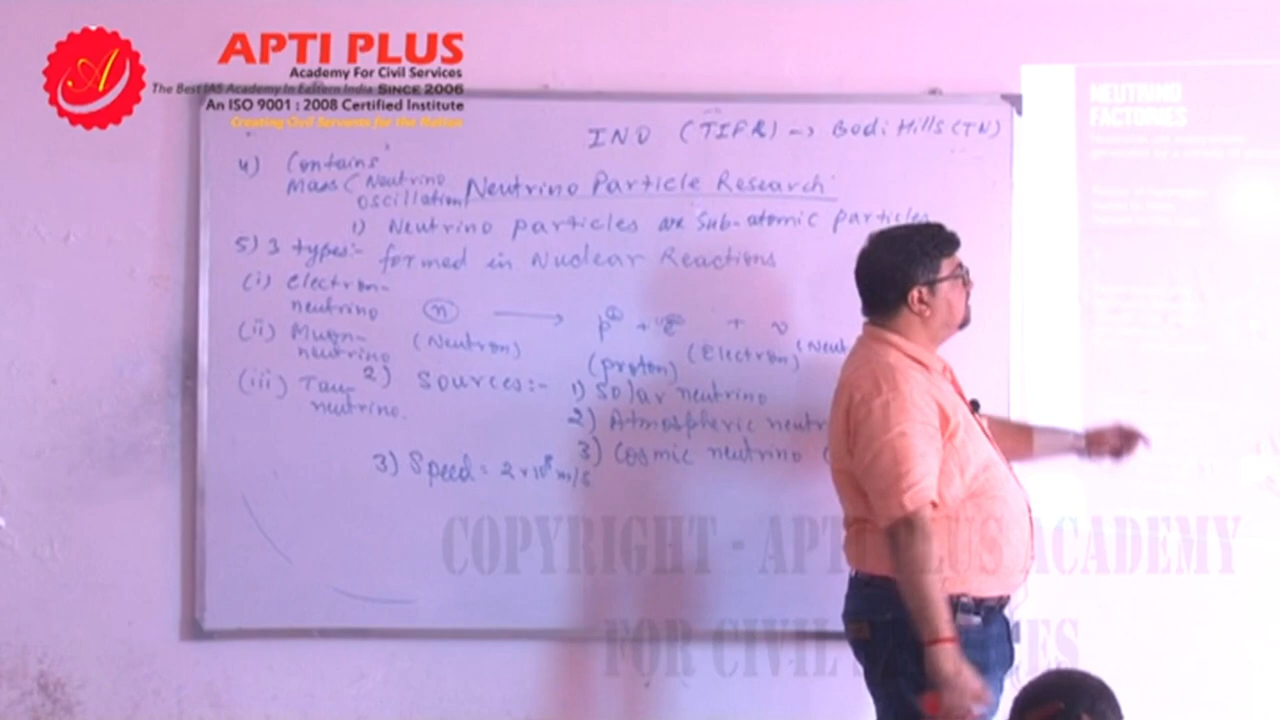 APTI PLUS
Academy For Civil Services
The Best IAS Academy In Eastern India SINCE 2006
An ISO 9001 : 2008 Certified Institute
Creating Civil Servants for the Nation
INO (TIFR) → Bodi Hills (TN)
4) Contains
Mass (Neutrino
oscillation)
Neutrino Particle Research
1) Neutrino particles are Sub-atomic particles
formed in Nuclear Reactions
5) 3 types:-
(i) electron-
neutrino
(ii) Muon-
neutrino
(iii) Tau-
neutrino.
n → p + e + ν
(Neutron) (proton) (Electron) (Neut
2) Sources:- 1) Solar neutrino
2) Atmospheric neutr
3) Cosmic neutrino (
3) Speed = 2 x 10⁸ m/s
NEUTRINO
FACTORIES
COPYRIGHT - APTI PLUS ACADEMY
FOR CIVIL SERVICES